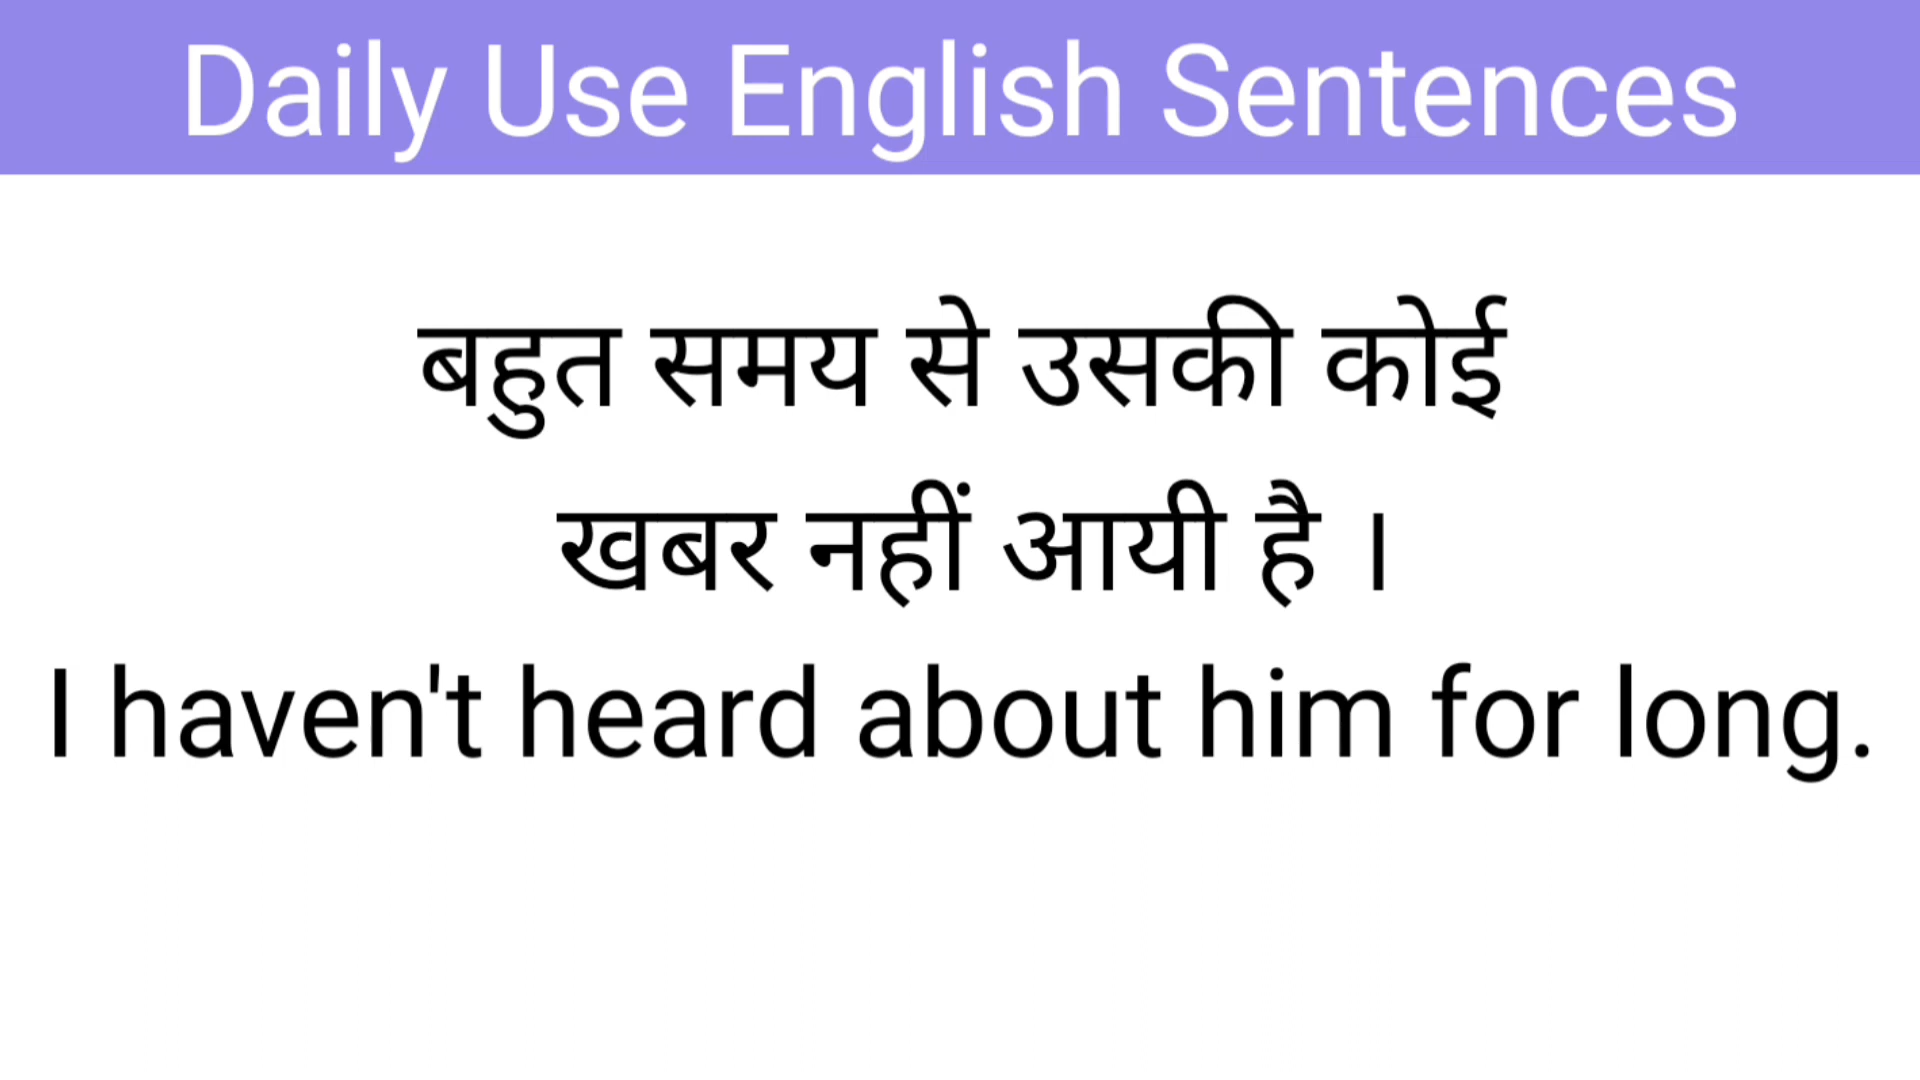 Daily Use English Sentences
बहुत समय से उसकी कोई
खबर नहीं आयी है ।
I haven't heard about him for long.